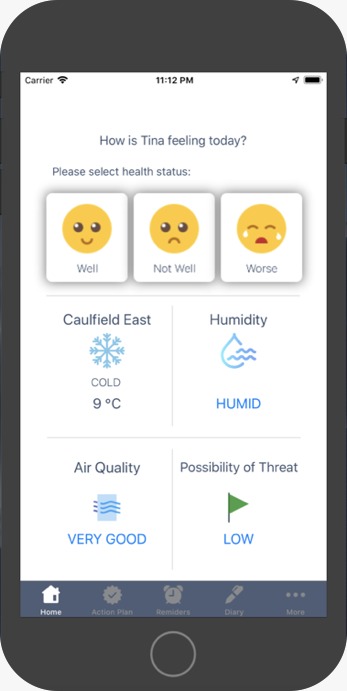 Carrier 11:12 PM
How is Tina feeling today?
Please select health status:
Well Not Well Worse
Caulfield East Humidity
COLD
9 °C HUMID
Air Quality Possibility of Threat
VERY GOOD LOW
Home Action Plan Reminders Diary More